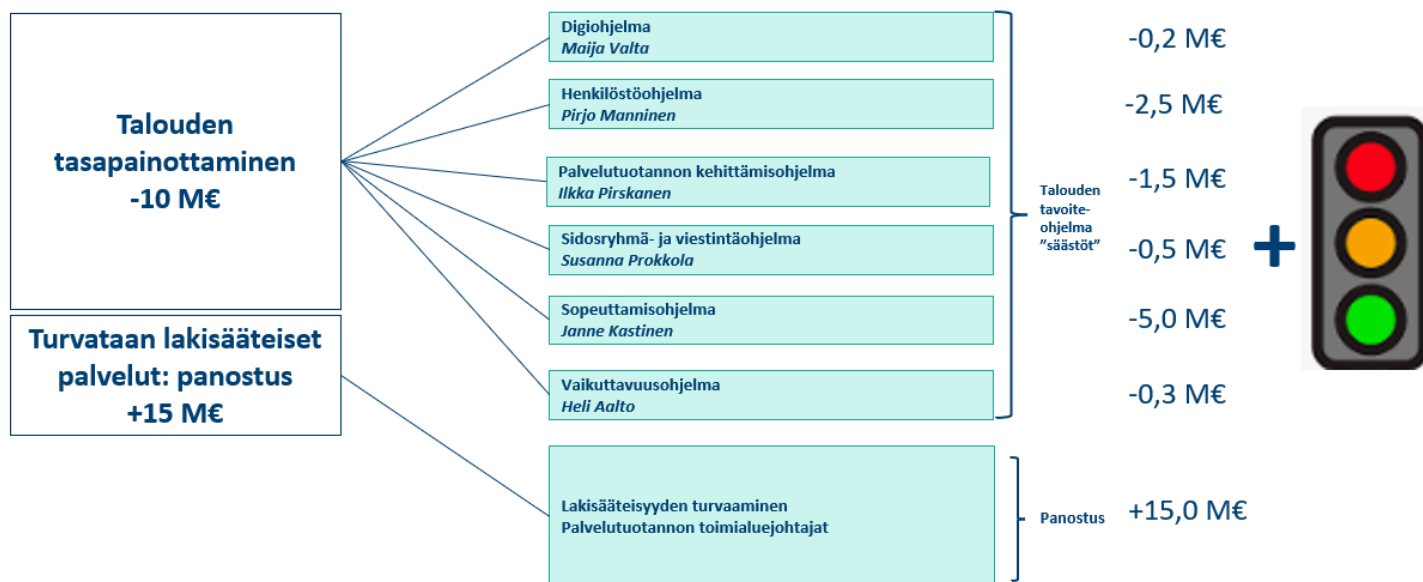 Talouden
tasapainottaminen
-10 M€
Turvataan lakisääteiset
palvelut: panostus
+15 M€
Digiohjelma
Maija Valta
-0,2 M€
Henkilöstöohjelma
Pirjo Manninen
-2,5 M€
Palvelutuotannon kehittämisohjelma
Ilkka Pirskanen
-1,5 M€
Sidosryhmä- ja viestintäohjelma
Susanna Prokkola
-0,5 M€
Sopeuttamisohjelma
Janne Kastinen
-5,0 M€
Vaikuttavuusohjelma
Heli Aalto
-0,3 M€
Talouden
tavoite-
ohjelma
”säästöt”
+
Lakisääteisyyden turvaaminen
Palvelutuotannon toimialuejohtajat
Panostus
+15,0 M€